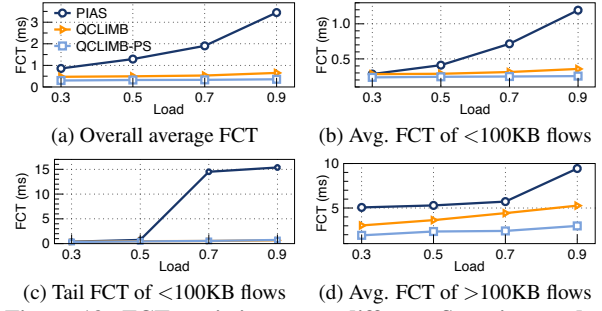 PIAS
QCLIMB
QCLIMB-PS
FCT (ms)
4
3
2
1
0
0.3 0.5 0.7 0.9
Load
(a) Overall average FCT
FCT (ms)
1.0
0.5
0.3 0.5 0.7 0.9
Load
(b) Avg. FCT of <100KB flows
FCT (ms)
15
10
5
0
0.3 0.5 0.7 0.9
Load
(c) Tail FCT of <100KB flows
FCT (ms)
10
5
0.3 0.5 0.7 0.9
Load
(d) Avg. FCT of >100KB flows